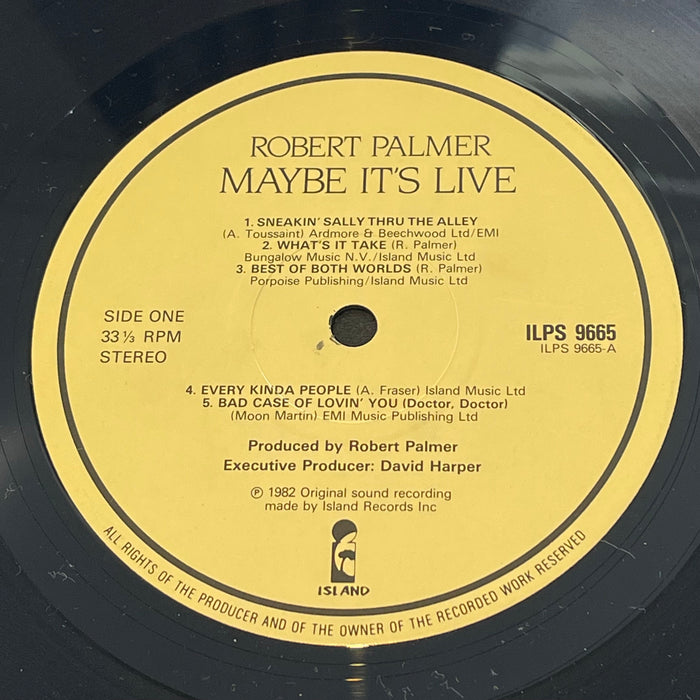 ROBERT PALMER
MAYBE IT'S LIVE
1. SNEAKIN' SALLY THRU THE ALLEY
(A. Toussaint) Ardmore & Beechwood Ltd/EMI
2. WHAT'S IT TAKE (R. Palmer)
Bungalow Music N.V./Island Music Ltd
3. BEST OF BOTH WORLDS (R. Palmer)
Porpoise Publishing/Island Music Ltd
SIDE ONE
33 ⅓ RPM
STEREO
ILPS 9665
ILPS 9665-A
4. EVERY KINDA PEOPLE (A. Fraser) Island Music Ltd
5. BAD CASE OF LOVIN' YOU (Doctor, Doctor)
(Moon Martin) EMI Music Publishing Ltd
Produced by Robert Palmer
Executive Producer: David Harper
℗ 1982 Original sound recording
made by Island Records Inc
ISLAND
ALL RIGHTS OF THE PRODUCER AND OF THE OWNER OF THE RECORDED WORK RESERVED